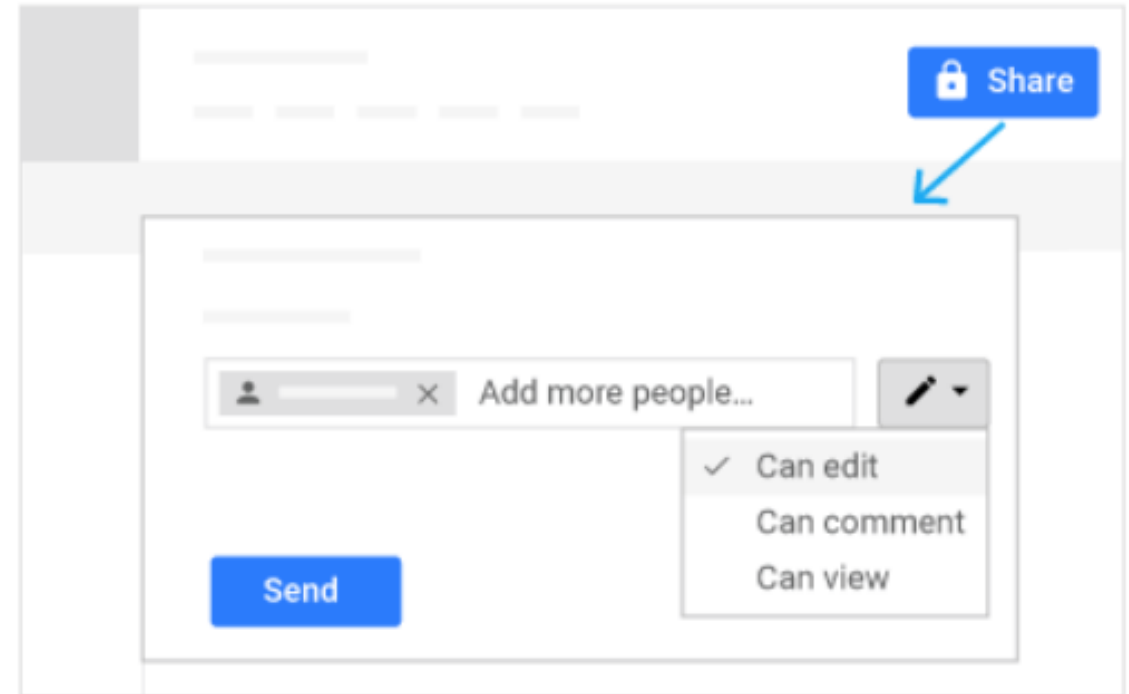 Share
Add more people...
Can edit
Can comment
Can view
Send